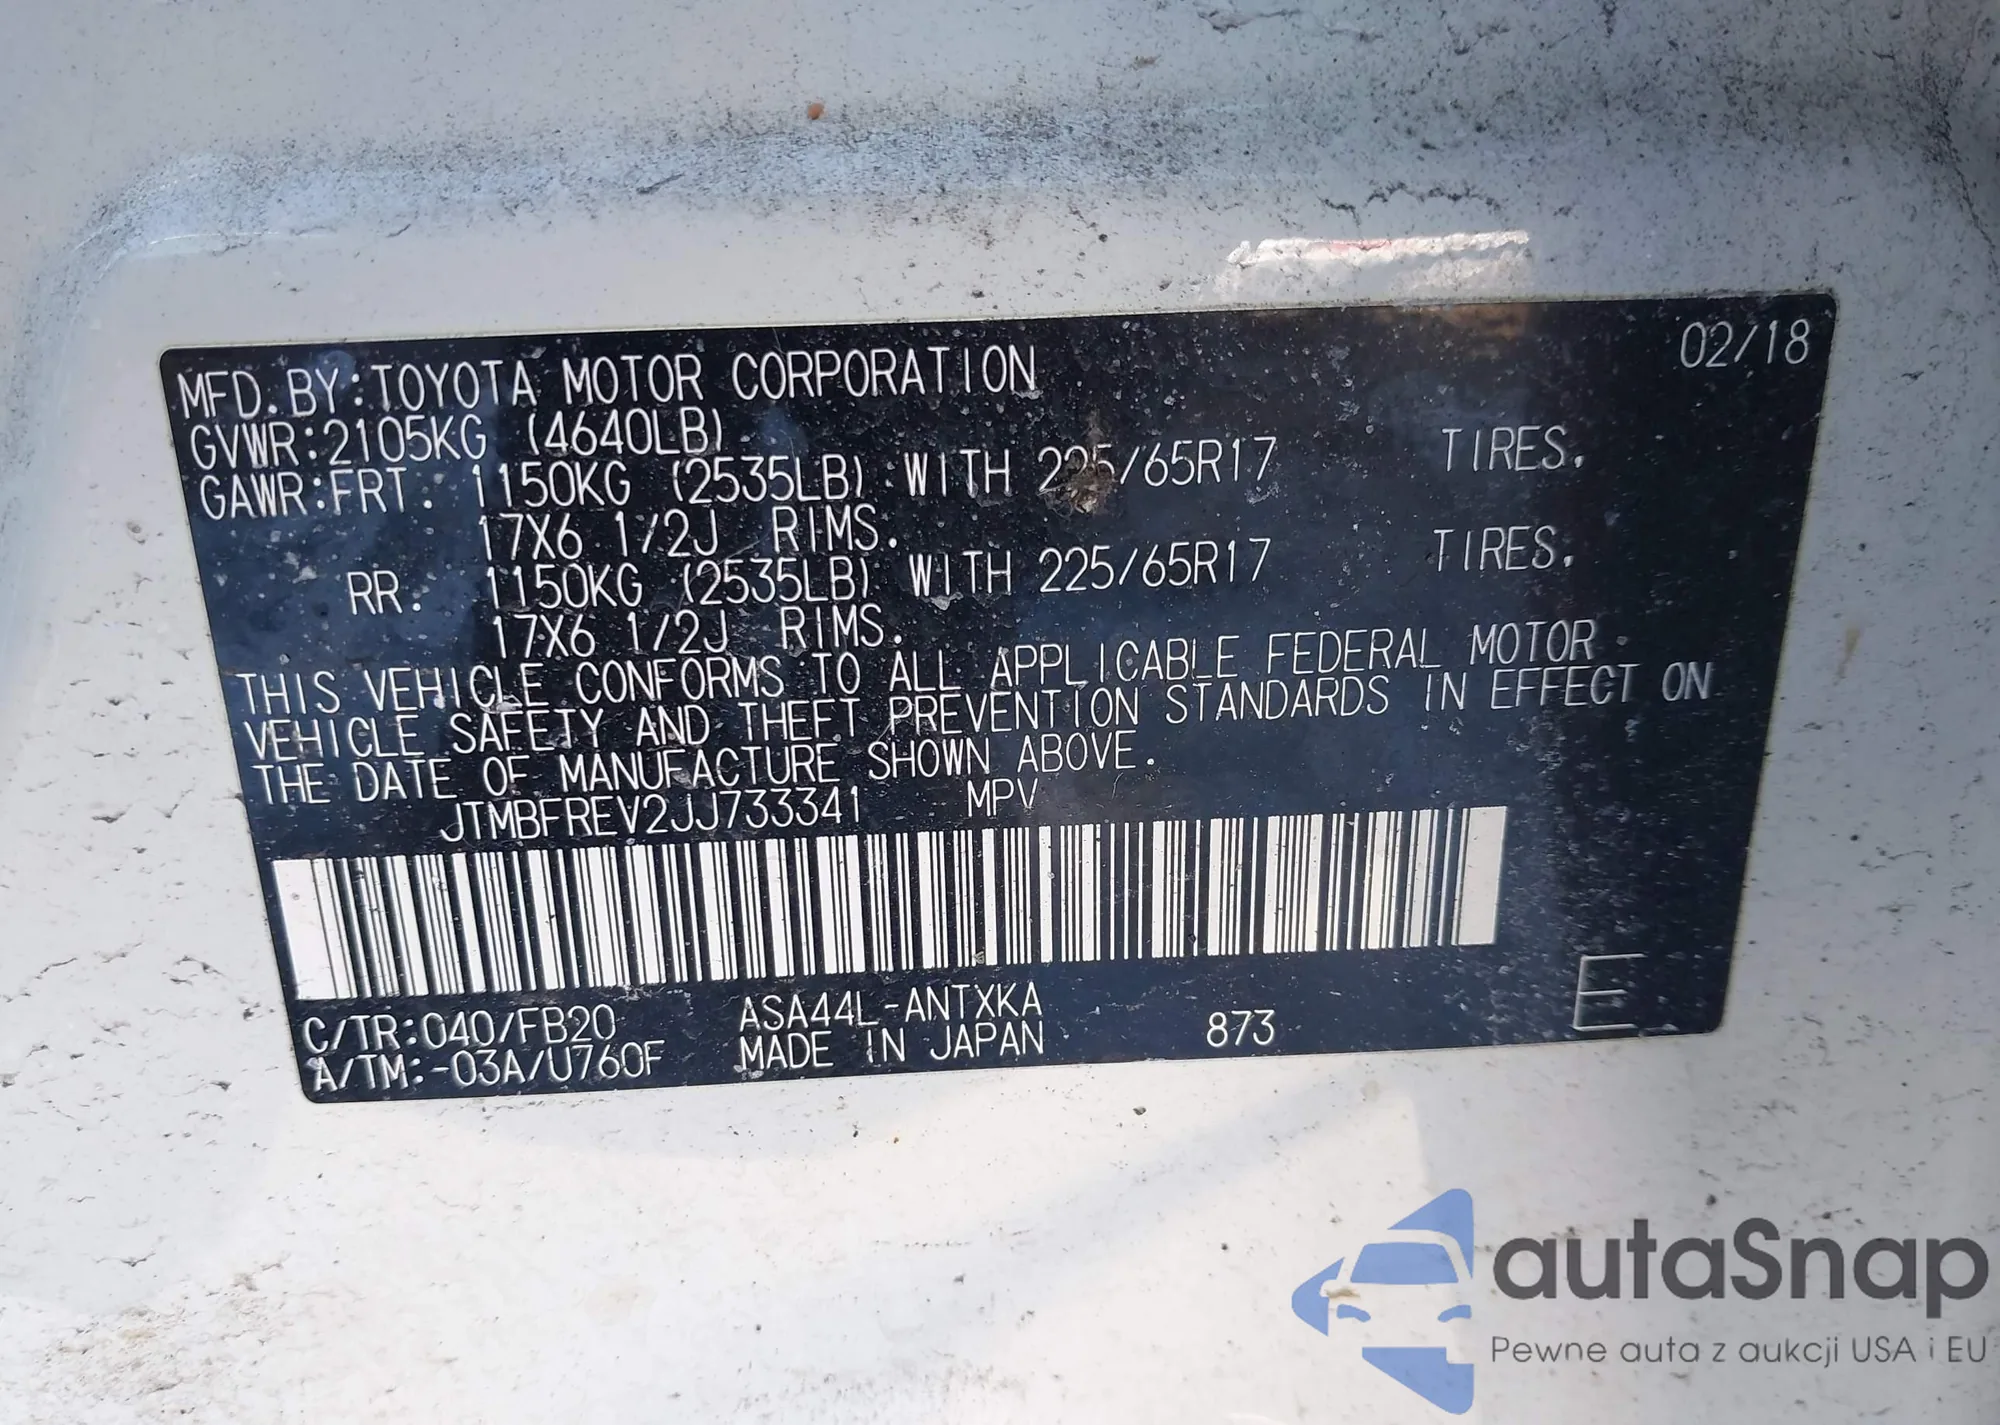 02/18
MFD. BY:TOYOTA MOTOR CORPORATION
GVWR:2105KG (4640LB)
GAWR:FRT. 1150KG (2535LB) WITH 225/65R17 TIRES.
17X6 1/2J RIMS.
RR. 1150KG (2535LB) WITH 225/65R17 TIRES.
17X6 1/2J RIMS.
THIS VEHICLE CONFORMS TO ALL APPLICABLE FEDERAL MOTOR
VEHICLE SAFETY AND THEFT PREVENTION STANDARDS IN EFFECT ON
THE DATE OF MANUFACTURE SHOWN ABOVE.
JTMBFREV2JJ733341 MPV
C/TR:040/FB20 ASA44L-ANTXKA
A/TM:-03A/U760F MADE IN JAPAN 873 E
autaSnap
Pewne auta z aukcji USA i EU